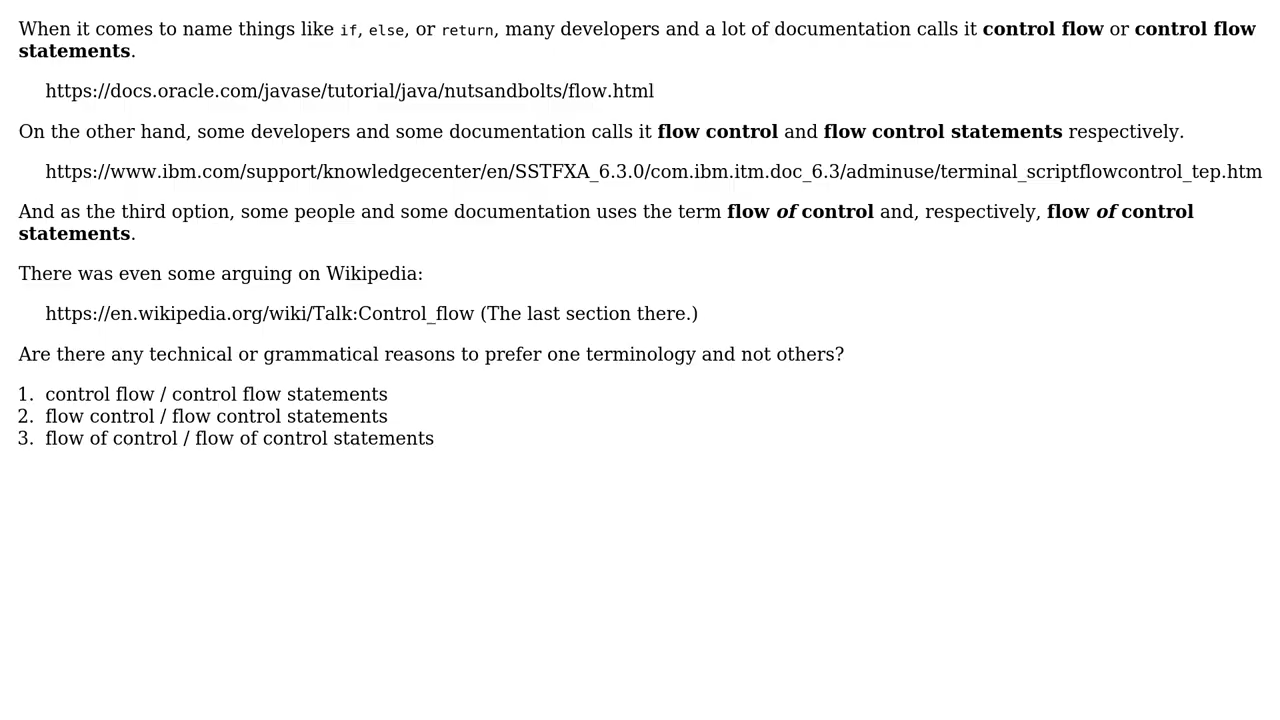 When it comes to name things like if, else, or return, many developers and a lot of documentation calls it control flow or control flow
statements.
https://docs.oracle.com/javase/tutorial/java/nutsandbolts/flow.html
On the other hand, some developers and some documentation calls it flow control and flow control statements respectively.
https://www.ibm.com/support/knowledgecenter/en/SSTFXA_6.3.0/com.ibm.itm.doc_6.3/adminuse/terminal_scriptflowcontrol_tep.htm
And as the third option, some people and some documentation uses the term flow of control and, respectively, flow of control
statements.
There was even some arguing on Wikipedia:
https://en.wikipedia.org/wiki/Talk:Control_flow (The last section there.)
Are there any technical or grammatical reasons to prefer one terminology and not others?
1. control flow / control flow statements
2. flow control / flow control statements
3. flow of control / flow of control statements